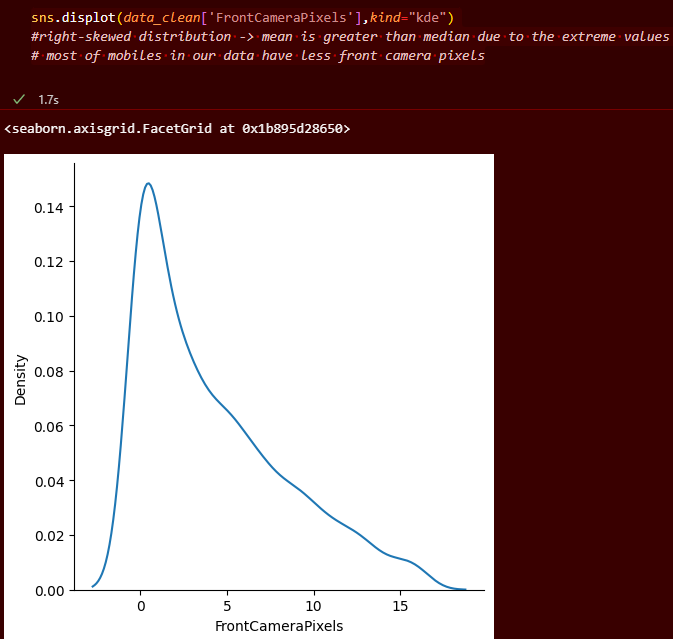 sns.displot(data_clean['FrontCameraPixels'],kind="kde")
#right-skewed distribution -> mean is greater than median due to the extreme values
# most of mobiles in our data have less front camera pixels
1.7s
<seaborn.axisgrid.FacetGrid at 0x1b895d28650>
0.14
0.12
0.10
0.08
0.06
0.04
0.02
0.00
Density
0 5 10 15
FrontCameraPixels